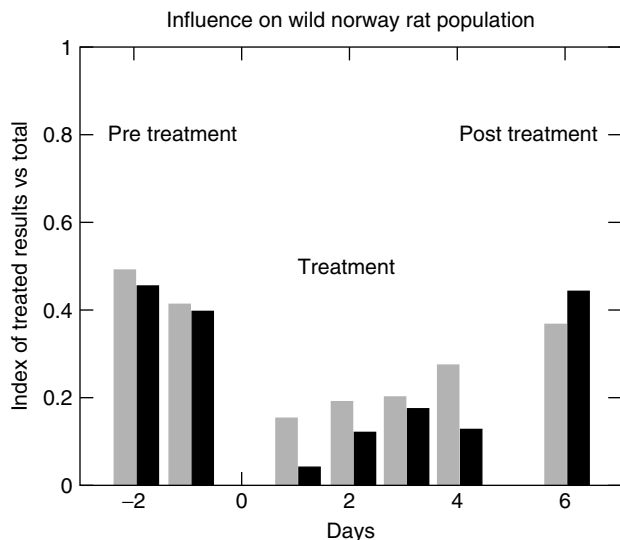 Influence on wild norway rat population
Index of treated results vs total
1
0.8
0.6
0.4
0.2
0
Pre treatment
Post treatment
Treatment
−2
0
2
4
6
Days